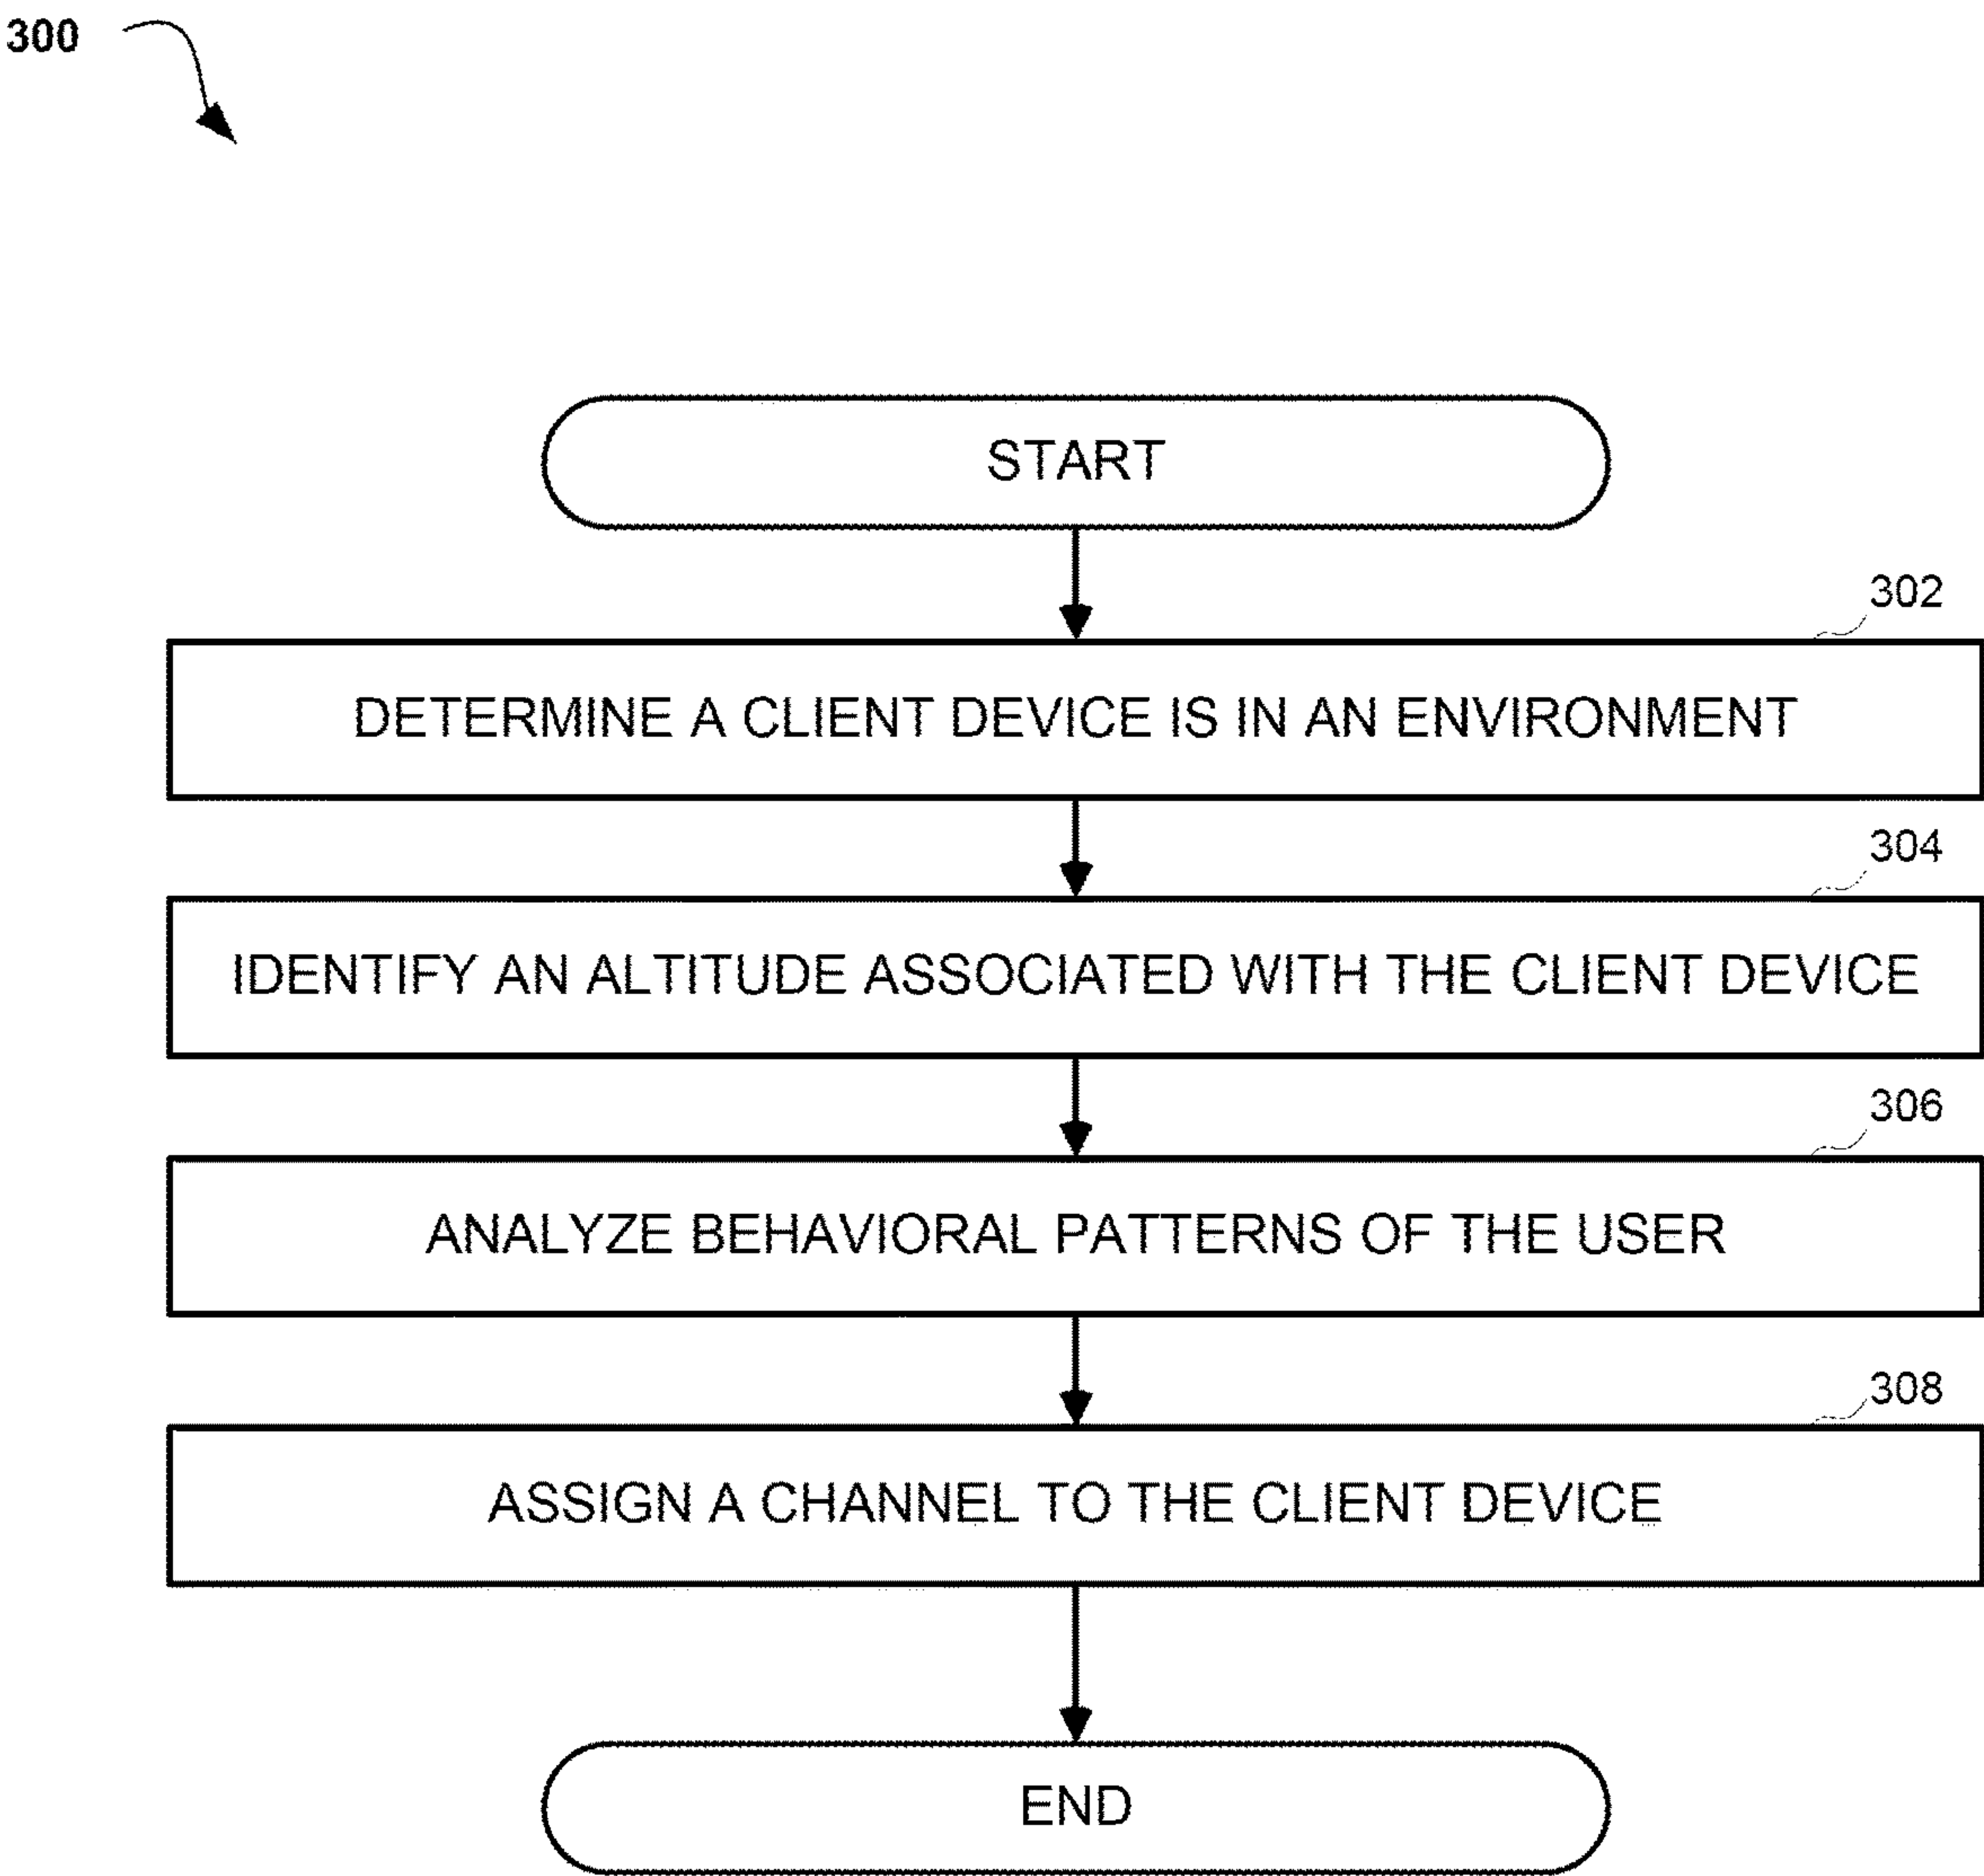 300
START
302
DETERMINE A CLIENT DEVICE IS IN AN ENVIRONMENT
304
IDENTIFY AN ALTITUDE ASSOCIATED WITH THE CLIENT DEVICE
306
ANALYZE BEHAVIORAL PATTERNS OF THE USER
308
ASSIGN A CHANNEL TO THE CLIENT DEVICE
END